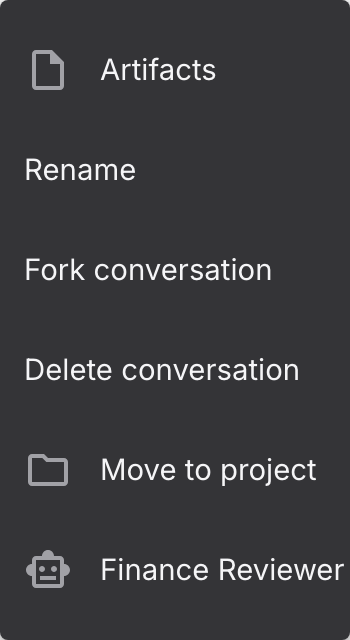 Artifacts
Rename
Fork conversation
Delete conversation
Move to project
Finance Reviewer